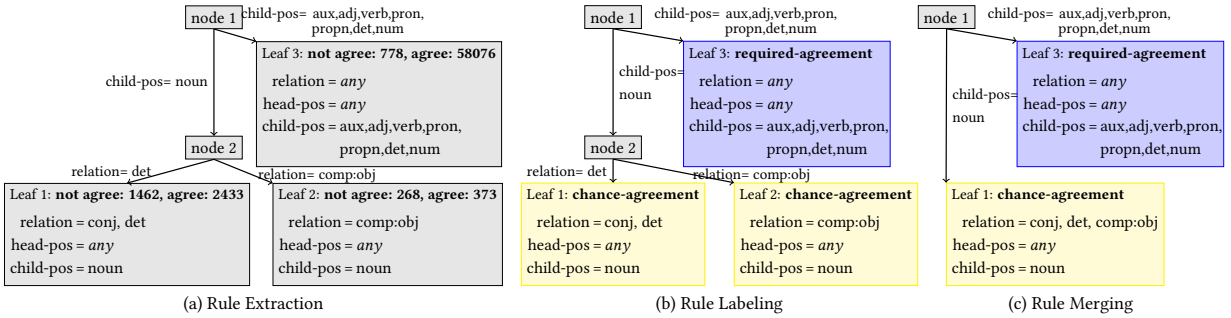 node 1
child-pos= aux,adj,verb,pron,
propn,det,num
Leaf 3: not agree: 778, agree: 58076
relation = any
head-pos = any
child-pos = aux,adj,verb,pron,
propn,det,num
child-pos= noun
node 2
relation= det
relation= comp:obj
Leaf 1: not agree: 1462, agree: 2433
relation = conj, det
head-pos = any
child-pos = noun
Leaf 2: not agree: 268, agree: 373
relation = comp:obj
head-pos = any
child-pos = noun
(a) Rule Extraction
node 1
child-pos= aux,adj,verb,pron,
propn,det,num
Leaf 3: required-agreement
relation = any
head-pos = any
child-pos = aux,adj,verb,pron,
propn,det,num
child-pos=
noun
node 2
relation= det
relation= comp:obj
Leaf 1: chance-agreement
relation = conj, det
head-pos = any
child-pos = noun
Leaf 2: chance-agreement
relation = comp:obj
head-pos = any
child-pos = noun
(b) Rule Labeling
node 1
child-pos= aux,adj,verb,pron,
propn,det,num
Leaf 3: required-agreement
relation = any
head-pos = any
child-pos = aux,adj,verb,pron,
propn,det,num
child-pos=
noun
Leaf 1: chance-agreement
relation = conj, det, comp:obj
head-pos = any
child-pos = noun
(c) Rule Merging